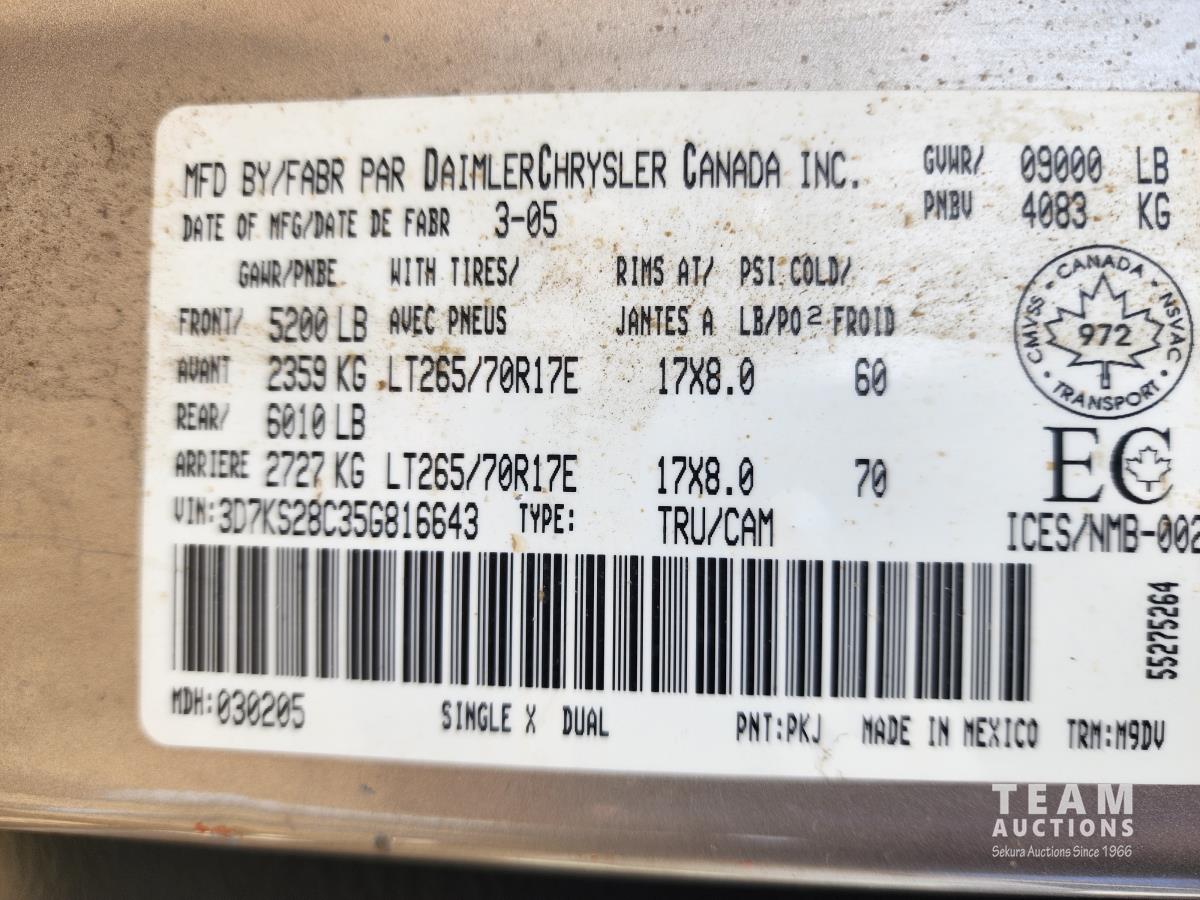 MFD BY/FABR PAR DAIMLERCHRYSLER CANADA INC.
GVWR/ 09000 LB
DATE OF MFG/DATE DE FABR 3-05
PNBV 4083 KG
GAWR/PNBE WITH TIRES/ RIMS AT/ PSI COLD/
FRONT/ 5200 LB AVEC PNEUS JANTES A LB/PO2 FROID
AVANT 2359 KG LT265/70R17E 17X8.0 60
REAR/ 6010 LB
ARRIERE 2727 KG LT265/70R17E 17X8.0 70
VIN:3D7KS28C35G816643 TYPE: TRU/CAM
CANADA
CMVSS · NSVAC
972
· TRANSPORT ·
EC
ICES/NMB-002
55275264
MDH:030205 SINGLE X DUAL PNT:PKJ MADE IN MEXICO TRM:M9DV
TEAM
AUCTIONS
Sekura Auctions Since 1966